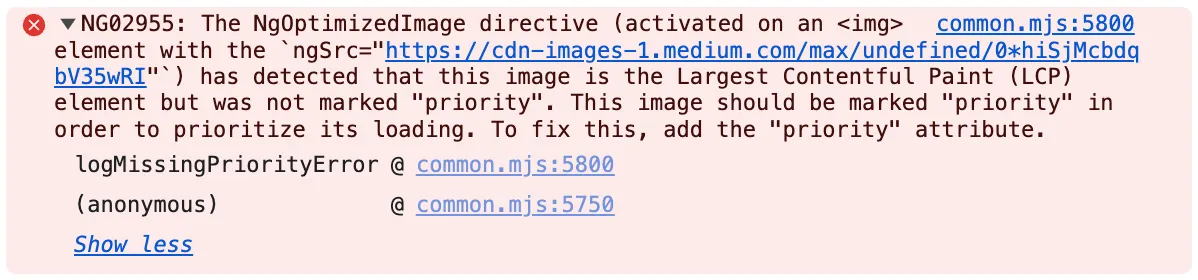 ▼NG02955: The NgOptimizedImage directive (activated on an <img> common.mjs:5800
element with the `ngSrc="https://cdn-images-1.medium.com/max/undefined/0*hiSjMcbdq
bV35wRI"`) has detected that this image is the Largest Contentful Paint (LCP)
element but was not marked "priority". This image should be marked "priority" in
order to prioritize its loading. To fix this, add the "priority" attribute.
logMissingPriorityError @ common.mjs:5800
(anonymous) @ common.mjs:5750
Show less